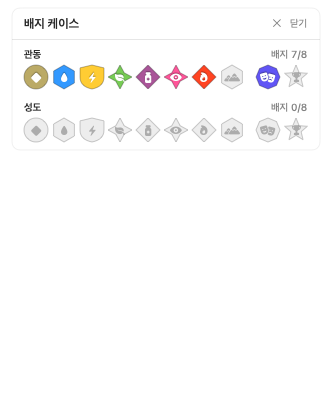 배지 케이스
닫기
관동
배지 7/8
성도
배지 0/8